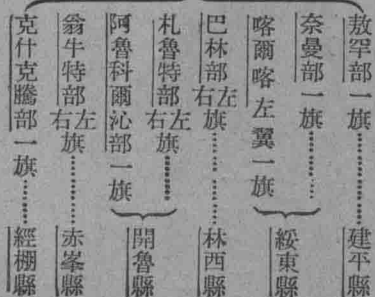 敖罕部一旗……建平縣
奈曼部一旗……
喀爾喀左翼一旗
綏東縣
巴林部左右旗……林西縣
札魯特部左右旗……
阿魯科爾沁部一旗
開魯縣
翁牛特部左右旗……赤峯縣
克什克騰部一旗……經棚縣